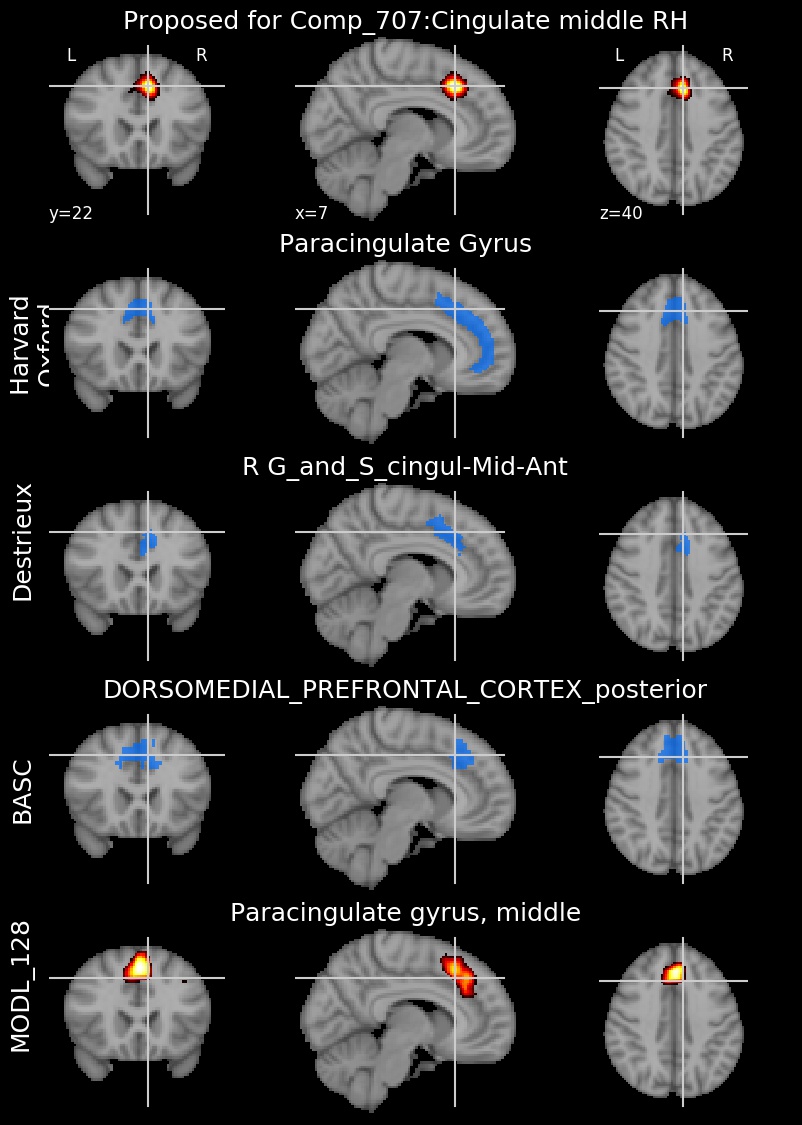 Proposed for Comp_707:Cingulate middle RH
L R L R
y=22 x=7 z=40
Paracingulate Gyrus
Harvard
Oxford
R G_and_S_cingul-Mid-Ant
Destrieux
DORSOMEDIAL_PREFRONTAL_CORTEX_posterior
BASC
Paracingulate gyrus, middle
MODL_128